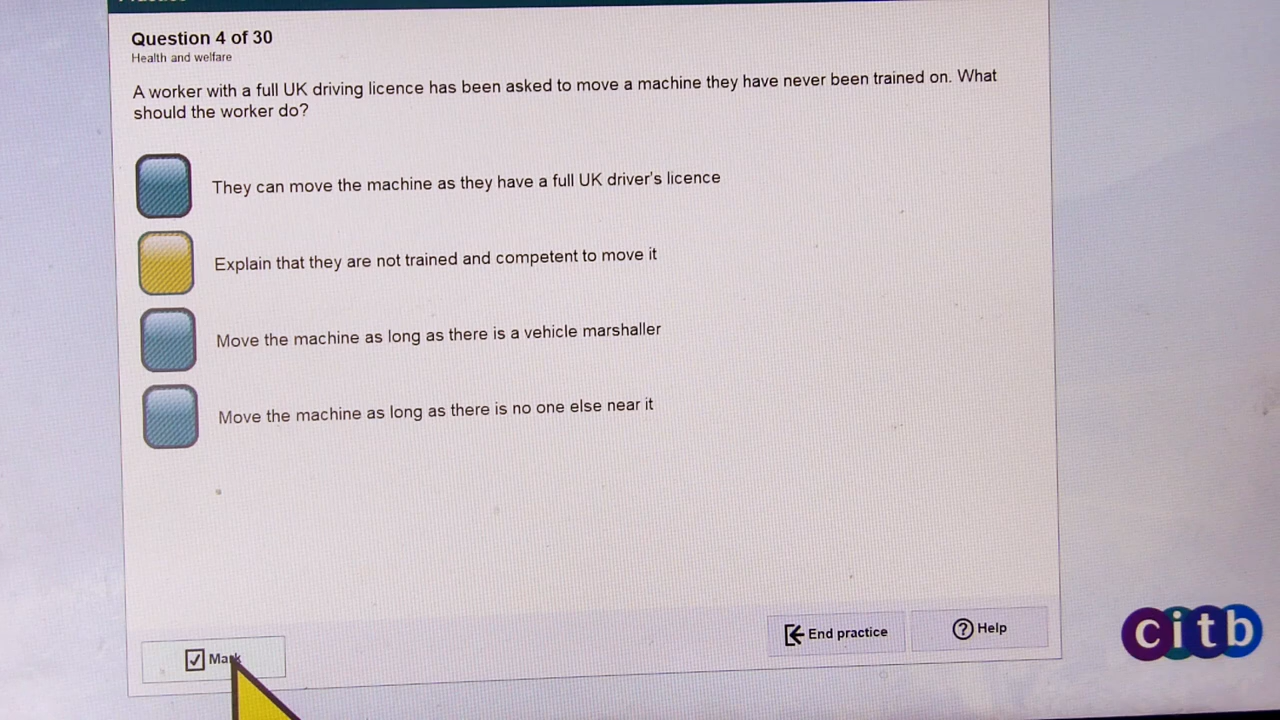 Question 4 of 30
Health and welfare
A worker with a full UK driving licence has been asked to move a machine they have never been trained on. What
should the worker do?
They can move the machine as they have a full UK driver's licence
Explain that they are not trained and competent to move it
Move the machine as long as there is a vehicle marshaller
Move the machine as long as there is no one else near it
Mark
End practice
Help
citb